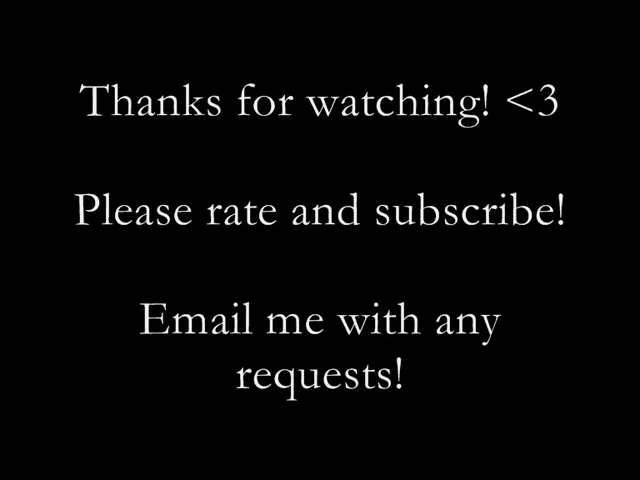 Thanks for watching! <3
Please rate and subscribe!
Email me with any
requests!